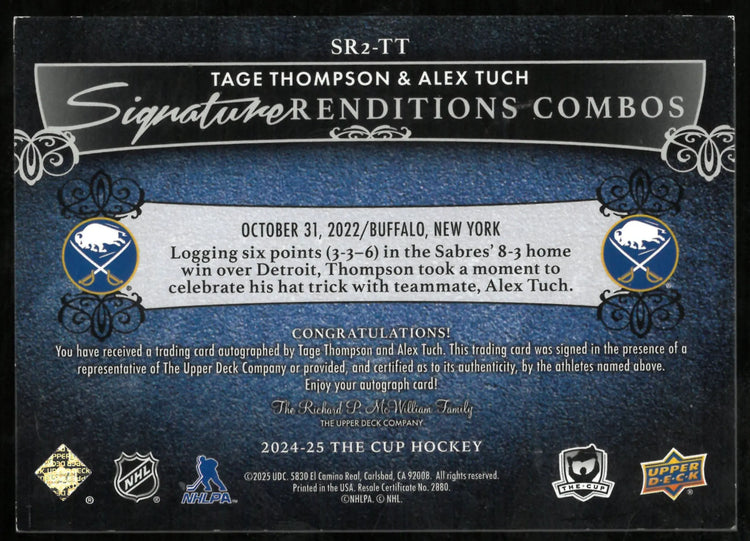 SR2-TT
TAGE THOMPSON & ALEX TUCH
Signature RENDITIONS COMBOS
OCTOBER 31, 2022/BUFFALO, NEW YORK
Logging six points (3-3–6) in the Sabres' 8-3 home
win over Detroit, Thompson took a moment to
celebrate his hat trick with teammate, Alex Tuch.
CONGRATULATIONS!
You have received a trading card autographed by Tage Thompson and Alex Tuch. This trading card was signed in the presence of a
representative of The Upper Deck Company or provided, and certified as to its authenticity, by the athletes named above.
Enjoy your autograph card!
The Richard P. McWilliam Family
THE UPPER DECK COMPANY
2024-25 THE CUP HOCKEY
©2025 UDC. 5830 El Camino Real, Carlsbad, CA 92008. All rights reserved.
Printed in the USA. Resale Certificate No. 2880.
©NHLPA. © NHL.
NHL
NHLPA
THE•CUP
UPPER
D•E•C•K